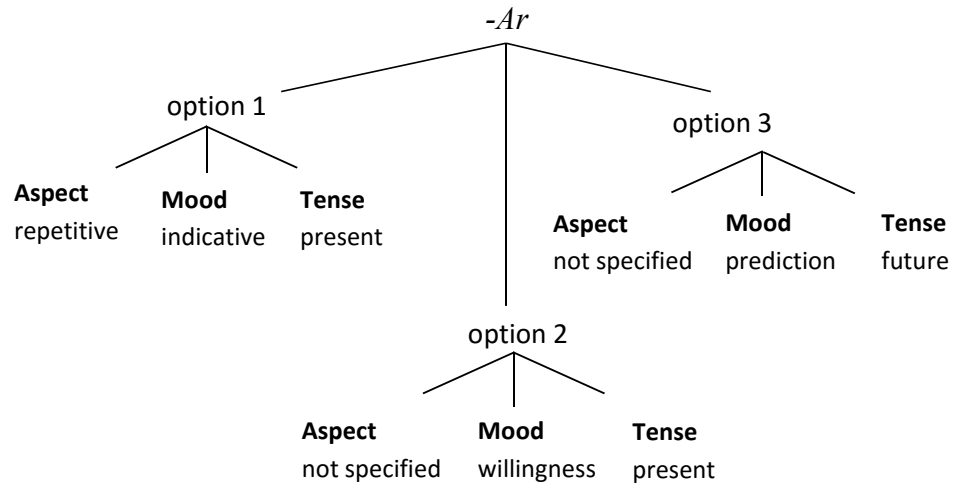 -Ar
option 1
Aspect Mood Tense
repetitive indicative present
option 3
Aspect Mood Tense
not specified prediction future
option 2
Aspect Mood Tense
not specified willingness present